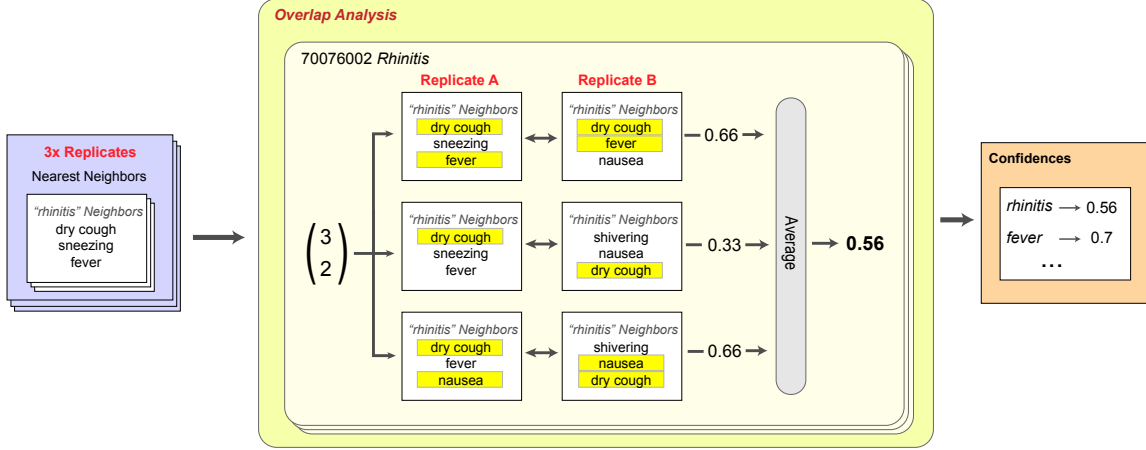 Overlap Analysis
70076002 Rhinitis
3x Replicates
Nearest Neighbors
"rhinitis" Neighbors
dry cough
sneezing
fever
(3
2)
Replicate A
Replicate B
"rhinitis" Neighbors
dry cough
sneezing
fever
"rhinitis" Neighbors
dry cough
fever
nausea
0.66
"rhinitis" Neighbors
dry cough
sneezing
fever
"rhinitis" Neighbors
shivering
nausea
dry cough
0.33
"rhinitis" Neighbors
dry cough
fever
nausea
"rhinitis" Neighbors
shivering
nausea
dry cough
0.66
Average
0.56
Confidences
rhinitis → 0.56
fever → 0.7
...